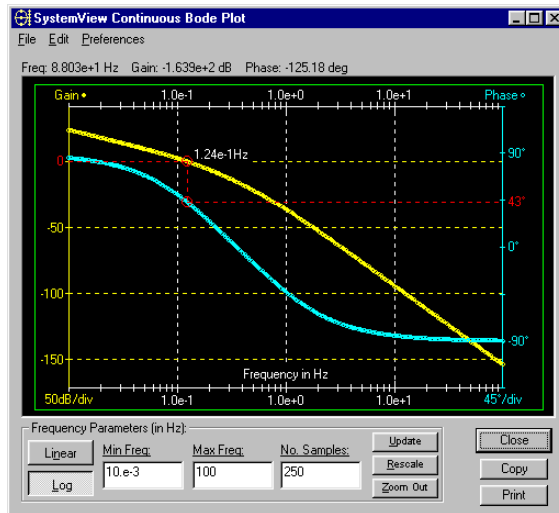 SystemView Continuous Bode Plot
File Edit Preferences
Freq: 8.803e+1 Hz Gain: -1.639e+2 dB Phase: -125.18 deg
Gain 1.0e-1 1.0e+0 1.0e+1 Phase
1.24e-1Hz
0 90°
43°
-50 0°
-100
-90°
-150
Frequency in Hz
50dB/div 1.0e-1 1.0e+0 1.0e+1 45°/div
Frequency Parameters (in Hz):
Linear Min Freq: Max Freq: No. Samples: Update Close
Log 10.e-3 100 250 Rescale Copy
Zoom Out Print